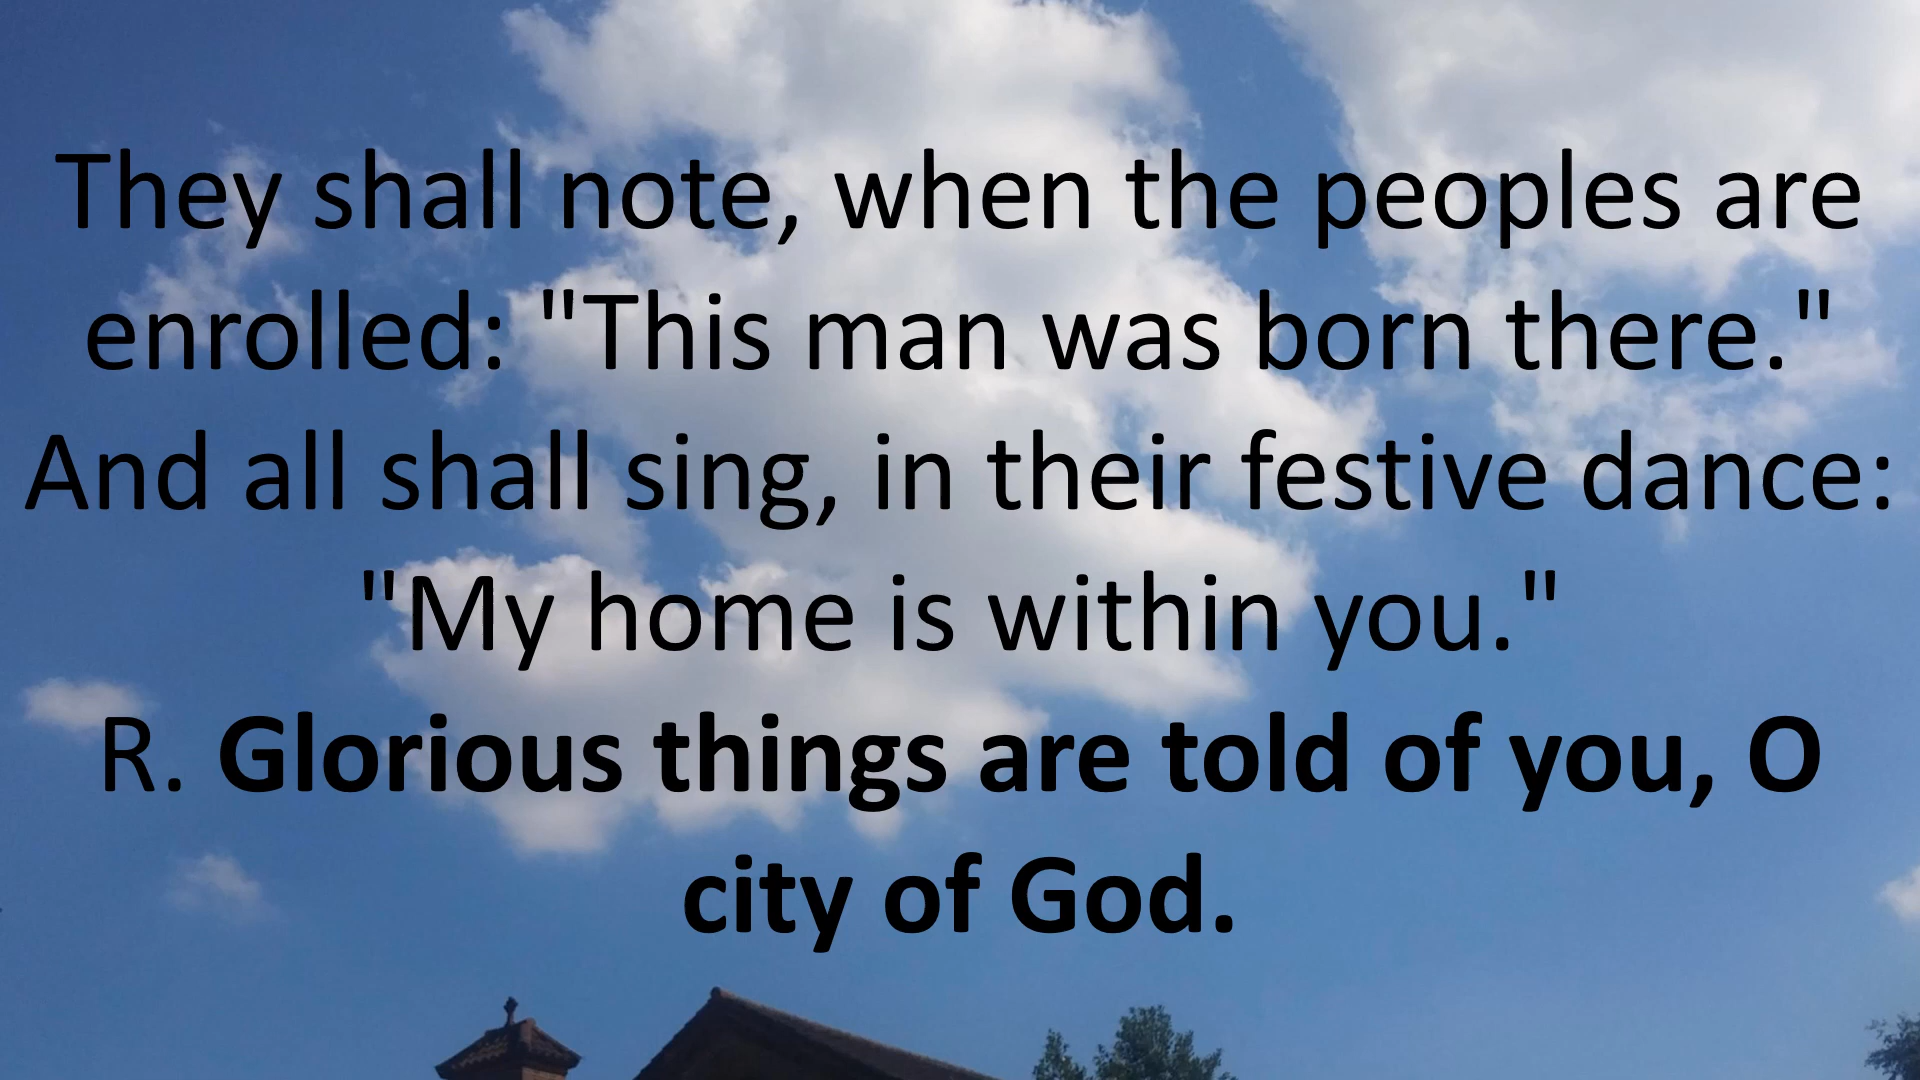 They shall note, when the peoples are
enrolled: "This man was born there."
And all shall sing, in their festive dance:
"My home is within you."
R. Glorious things are told of you, O
city of God.